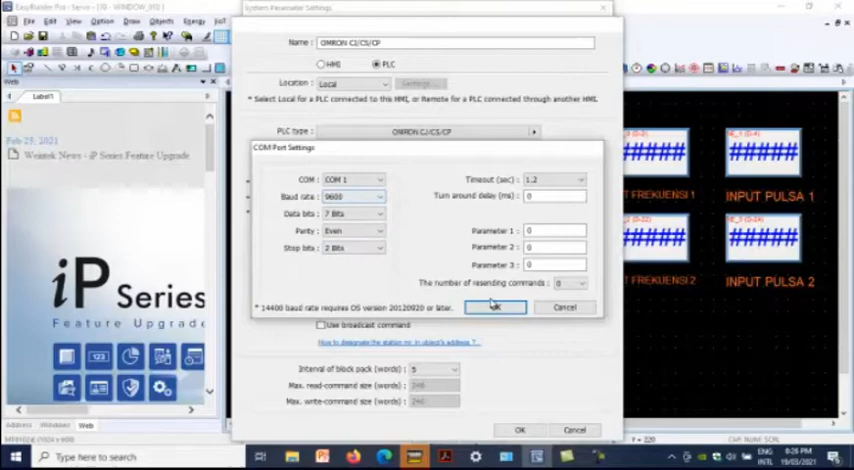 EasyBuilder Pro - Servo - [10 - WINDOW_010 ]
System Parameter Settings
File Edit View Option Draw Objects Energy IIoT
Web
Label1
Feb 25, 2021
Weintek News - iP Series Feature Upgrade
iP Series
Feature Upgrade
Address Windows Web
Name : OMRON CJ/CS/CP
HMI PLC
Location : Local Settings...
* Select Local for a PLC connected to this HMI, or Remote for a PLC connected through another HMI.
PLC type : OMRON CJ/CS/CP
COM Port Settings
COM : COM 1
Timeout (sec) : 1.2
Baud rate : 9600
Turn around delay (ms) : 0
Data bits : 7 Bits
Parity : Even
Parameter 1 : 0
Stop bits : 2 Bits
Parameter 2 : 0
Parameter 3 : 0
The number of resending commands : 0
* 14400 baud rate requires OS version 20120920 or later.
OK Cancel
Use broadcast command
How to designate the station no. in object's address ?
Interval of block pack (words) : 5
Max. read-command size (words) :
Max. write-command size (words) :
OK Cancel
##### #####
FREKUENSI 1 INPUT PULSA 1
##### #####
FREKUENSI 2 INPUT PULSA 2
Y = 220 CAP NUM SCRL
Type here to search
ENG
INTL
8:26 PM
19/03/2021